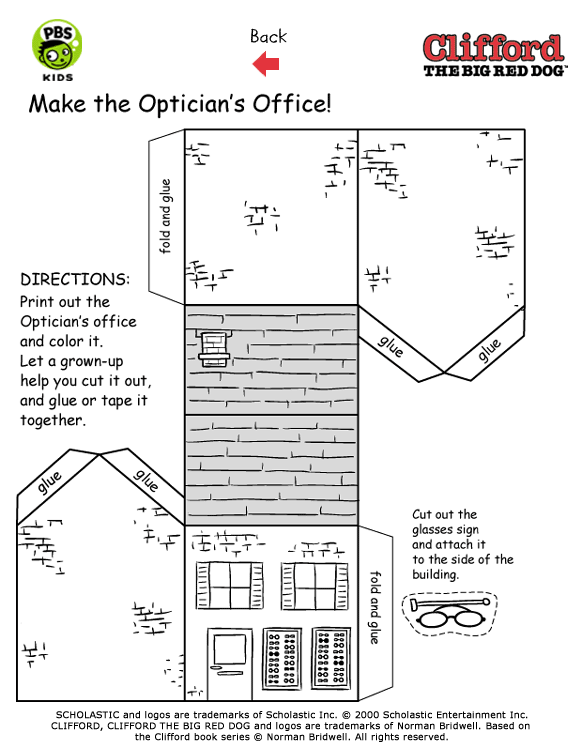 PBS
KIDS
Back
Clifford
THE BIG RED DOG™
Make the Optician's Office!
fold and glue
DIRECTIONS:
Print out the
Optician's office
and color it.
Let a grown-up
help you cut it out,
and glue or tape it
together.
glue
glue
glue
glue
Cut out the
glasses sign
and attach it
to the side of the
building.
fold and glue
SCHOLASTIC and logos are trademarks of Scholastic Inc. © 2000 Scholastic Entertainment Inc.
CLIFFORD, CLIFFORD THE BIG RED DOG and logos are trademarks of Norman Bridwell. Based on
the Clifford book series © Norman Bridwell. All rights reserved.